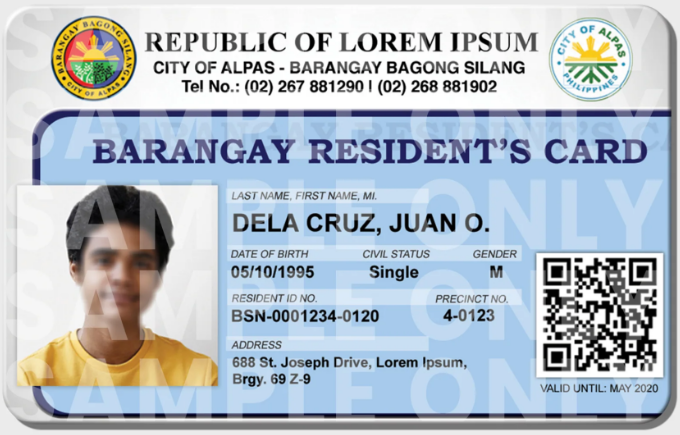 REPUBLIC OF LOREM IPSUM
CITY OF ALPAS - BARANGAY BAGONG SILANG
Tel No.: (02) 267 881290 | (02) 268 881902
BARANGAY BAGONG SILANG
CITY OF ALPAS
CITY OF ALPAS
PHILIPPINES
BARANGAY RESIDENT'S CARD
LAST NAME, FIRST NAME, MI.
DELA CRUZ, JUAN O.
DATE OF BIRTH CIVIL STATUS GENDER
05/10/1995 Single M
RESIDENT ID NO. PRECINCT NO.
BSN-0001234-0120 4-0123
ADDRESS
688 St. Joseph Drive, Lorem Ipsum,
Brgy. 69 Z-9
VALID UNTIL: MAY 2020
SAMPLE ONLY
SAMPLE ONLY
SAMPLE ONLY
SAMPLE ONLY